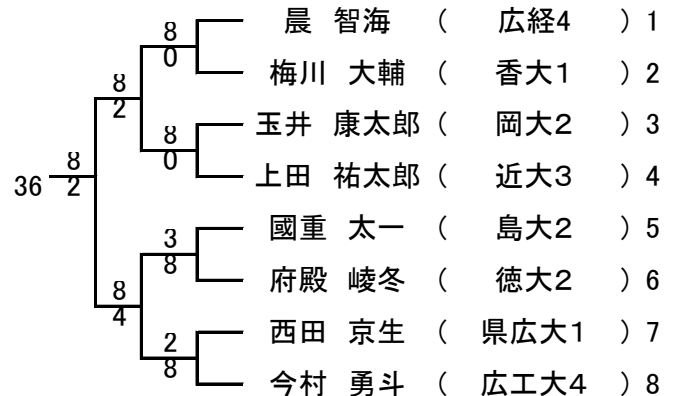 晨 智海 ( 広経4 ) 1
8
0
梅川 大輔 ( 香大1 ) 2
8
2
玉井 康太郎 ( 岡大2 ) 3
8
0
上田 祐太郎 ( 近大3 ) 4
8
2
36
國重 太一 ( 島大2 ) 5
3
8
府殿 崚冬 ( 徳大2 ) 6
8
4
西田 京生 ( 県広大1 ) 7
2
8
今村 勇斗 ( 広工大4 ) 8